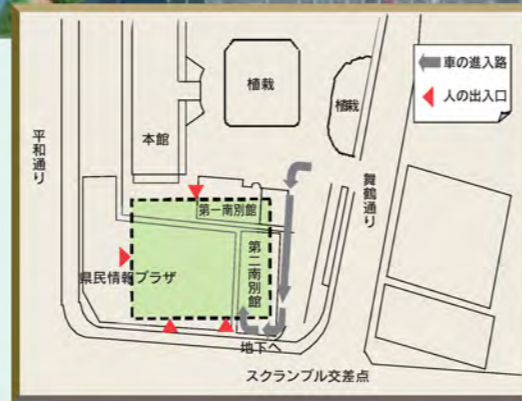 車の進入路
人の出入口
植栽
植栽
本館
平和通り
舞鶴通り
第一南別館
第二南別館
県民情報プラザ
地下へ
スクランブル交差点